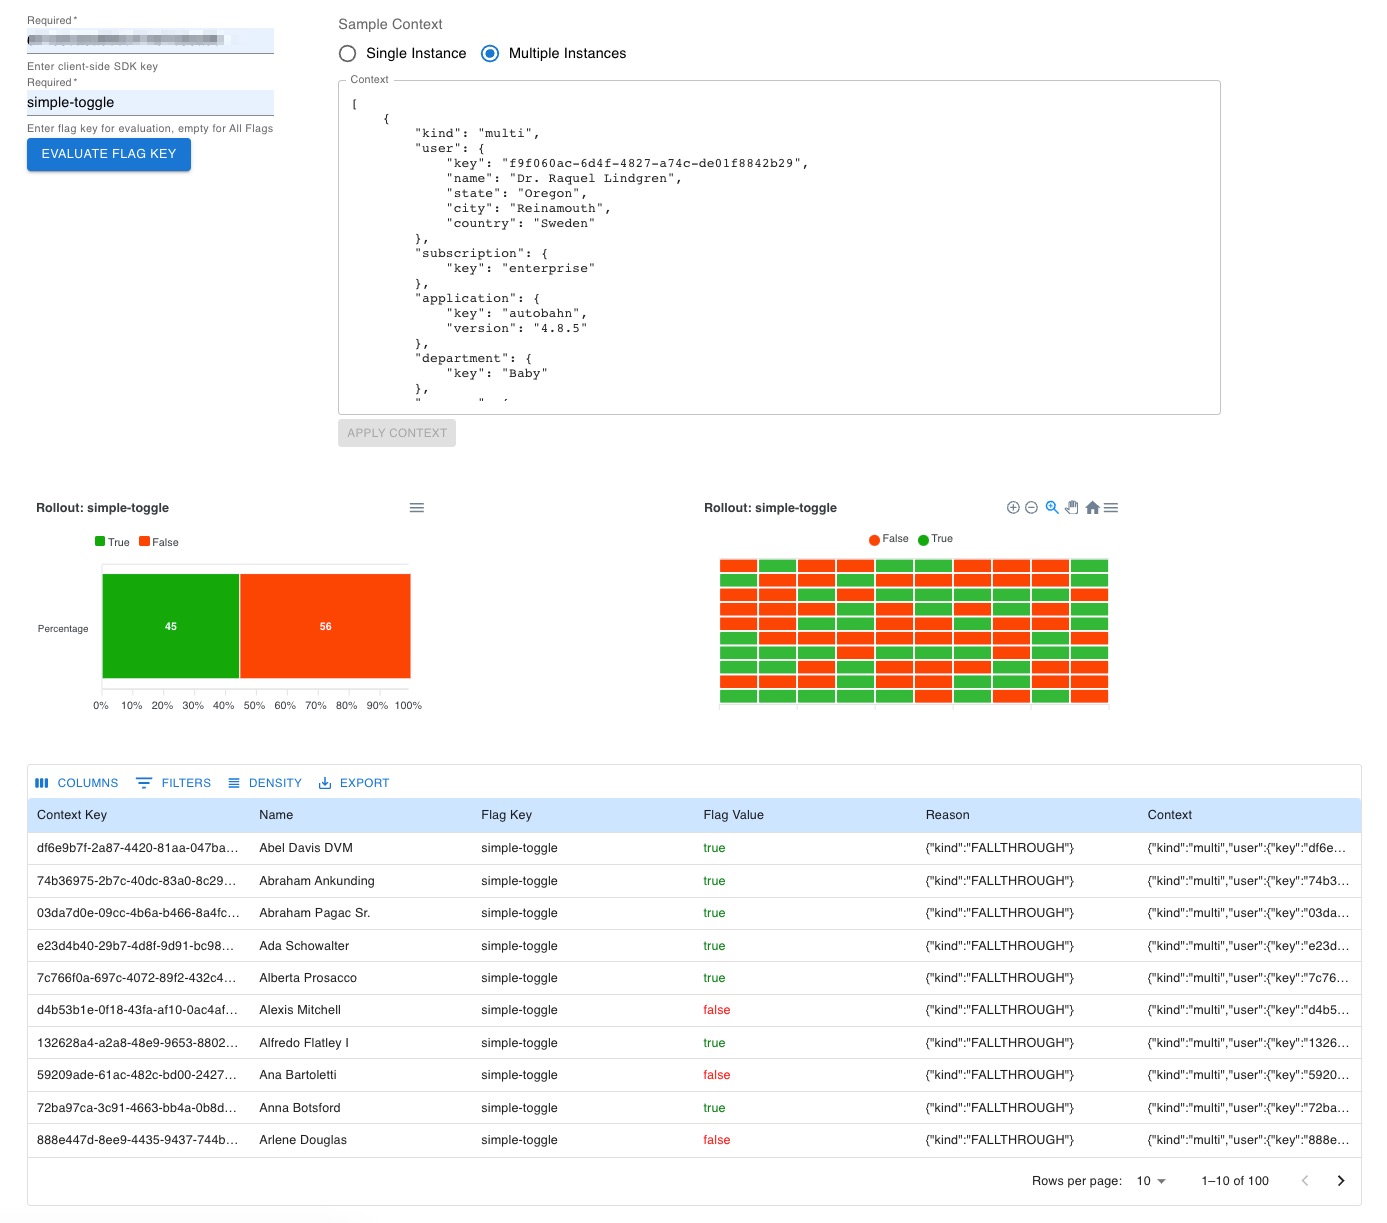 Required*
Enter client-side SDK key
Required*
simple-toggle
Enter flag key for evaluation, empty for All Flags
EVALUATE FLAG KEY
Sample Context
Single Instance Multiple Instances
Context
[
{
"kind": "multi",
"user": {
"key": "f9f060ac-6d4f-4827-a74c-de01f8842b29",
"name": "Dr. Raquel Lindgren",
"state": "Oregon",
"city": "Reinamouth",
"country": "Sweden"
},
"subscription": {
"key": "enterprise"
},
"application": {
"key": "autobahn",
"version": "4.8.5"
},
"department": {
"key": "Baby"
},
APPLY CONTEXT
Rollout: simple-toggle
True False
Percentage
45 56
0% 10% 20% 30% 40% 50% 60% 70% 80% 90% 100%
Rollout: simple-toggle
False True
COLUMNS FILTERS DENSITY EXPORT
Context Key Name Flag Key Flag Value Reason Context
df6e9b7f-2a87-4420-81aa-047ba... Abel Davis DVM simple-toggle true {"kind":"FALLTHROUGH"} {"kind":"multi","user":{"key":"df6e...
74b36975-2b7c-40dc-83a0-8c29... Abraham Ankunding simple-toggle true {"kind":"FALLTHROUGH"} {"kind":"multi","user":{"key":"74b3...
03da7d0e-09cc-4b6a-b466-8a4fc... Abraham Pagac Sr. simple-toggle true {"kind":"FALLTHROUGH"} {"kind":"multi","user":{"key":"03da...
e23d4b40-29b7-4d8f-9d91-bc98... Ada Schowalter simple-toggle true {"kind":"FALLTHROUGH"} {"kind":"multi","user":{"key":"e23d...
7c766f0a-697c-4072-89f2-432c4... Alberta Prosacco simple-toggle true {"kind":"FALLTHROUGH"} {"kind":"multi","user":{"key":"7c76...
d4b53b1e-0f18-43fa-af10-0ac4af... Alexis Mitchell simple-toggle false {"kind":"FALLTHROUGH"} {"kind":"multi","user":{"key":"d4b5...
132628a4-a2a8-48e9-9653-8802... Alfredo Flatley I simple-toggle true {"kind":"FALLTHROUGH"} {"kind":"multi","user":{"key":"1326...
59209ade-61ac-482c-bd00-2427... Ana Bartoletti simple-toggle false {"kind":"FALLTHROUGH"} {"kind":"multi","user":{"key":"5920...
72ba97ca-3c91-4663-bb4a-0b8d... Anna Botsford simple-toggle true {"kind":"FALLTHROUGH"} {"kind":"multi","user":{"key":"72ba...
888e447d-8ee9-4435-9437-744b... Arlene Douglas simple-toggle false {"kind":"FALLTHROUGH"} {"kind":"multi","user":{"key":"888e...
Rows per page: 10 1–10 of 100